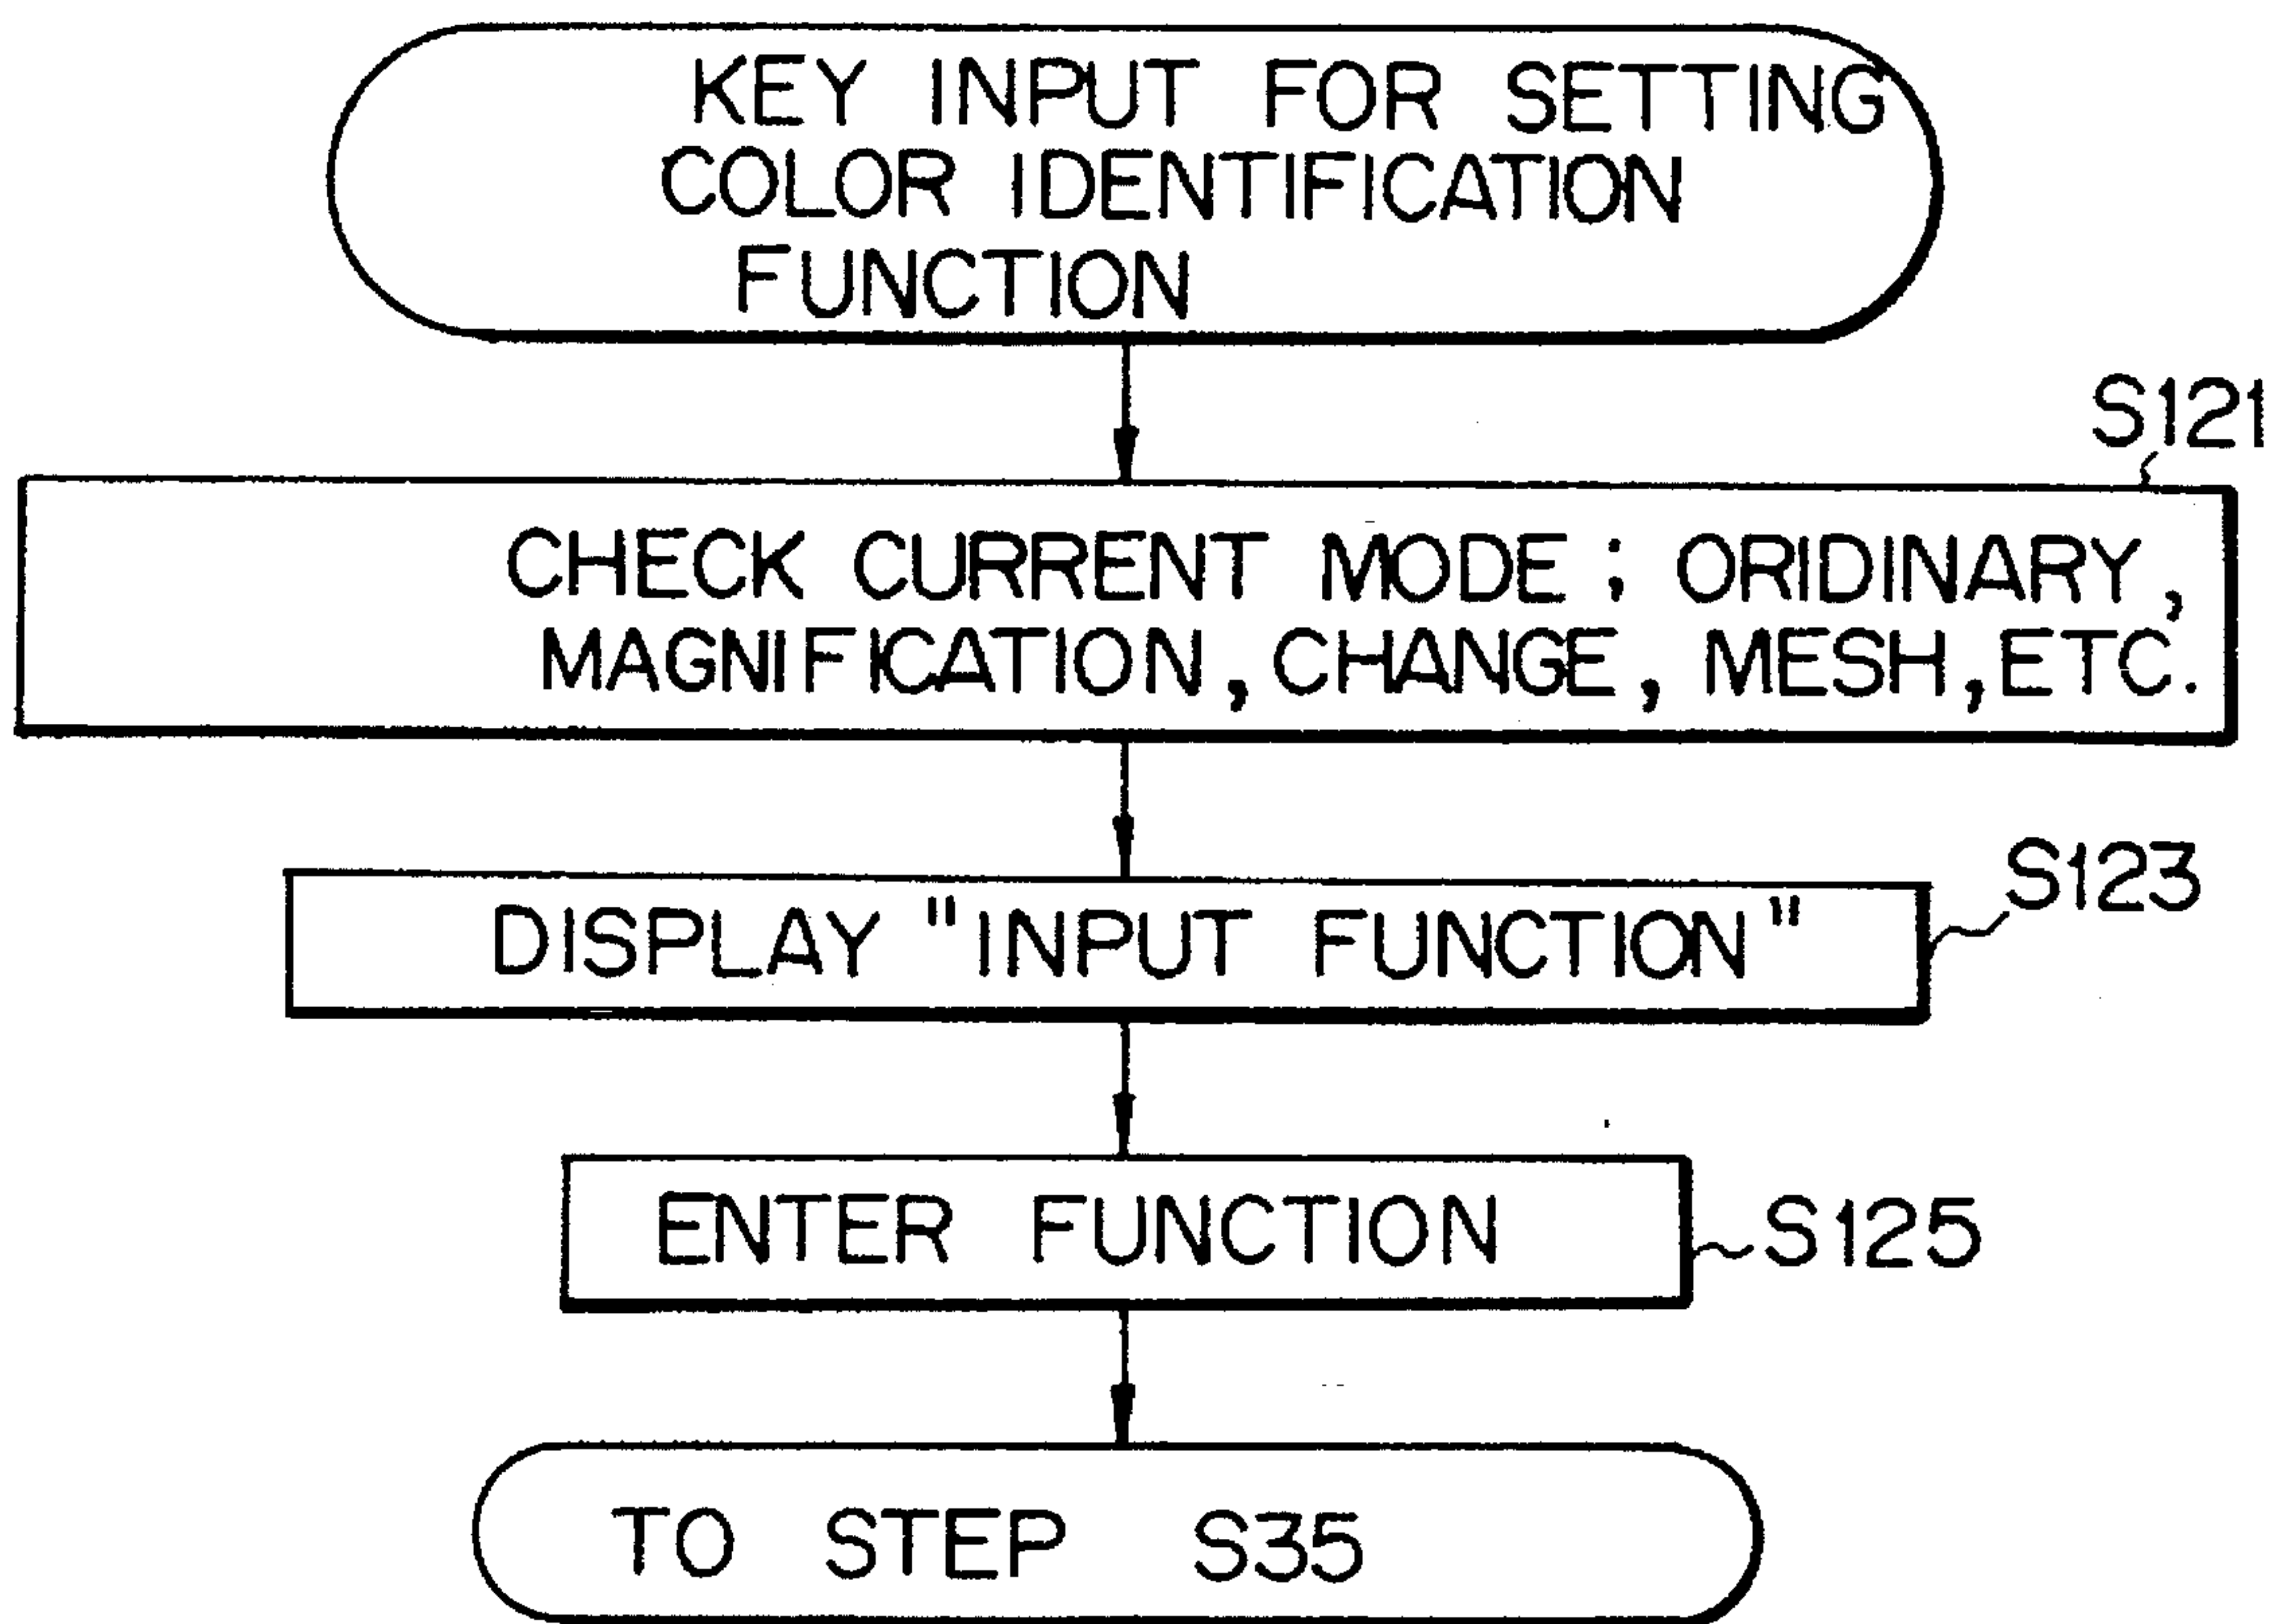 KEY INPUT FOR SETTING
COLOR IDENTIFICATION
FUNCTION
S121
CHECK CURRENT MODE ; ORIDINARY,
MAGNIFICATION, CHANGE, MESH, ETC.
S123
DISPLAY "INPUT FUNCTION"
ENTER FUNCTION
S125
TO STEP S35